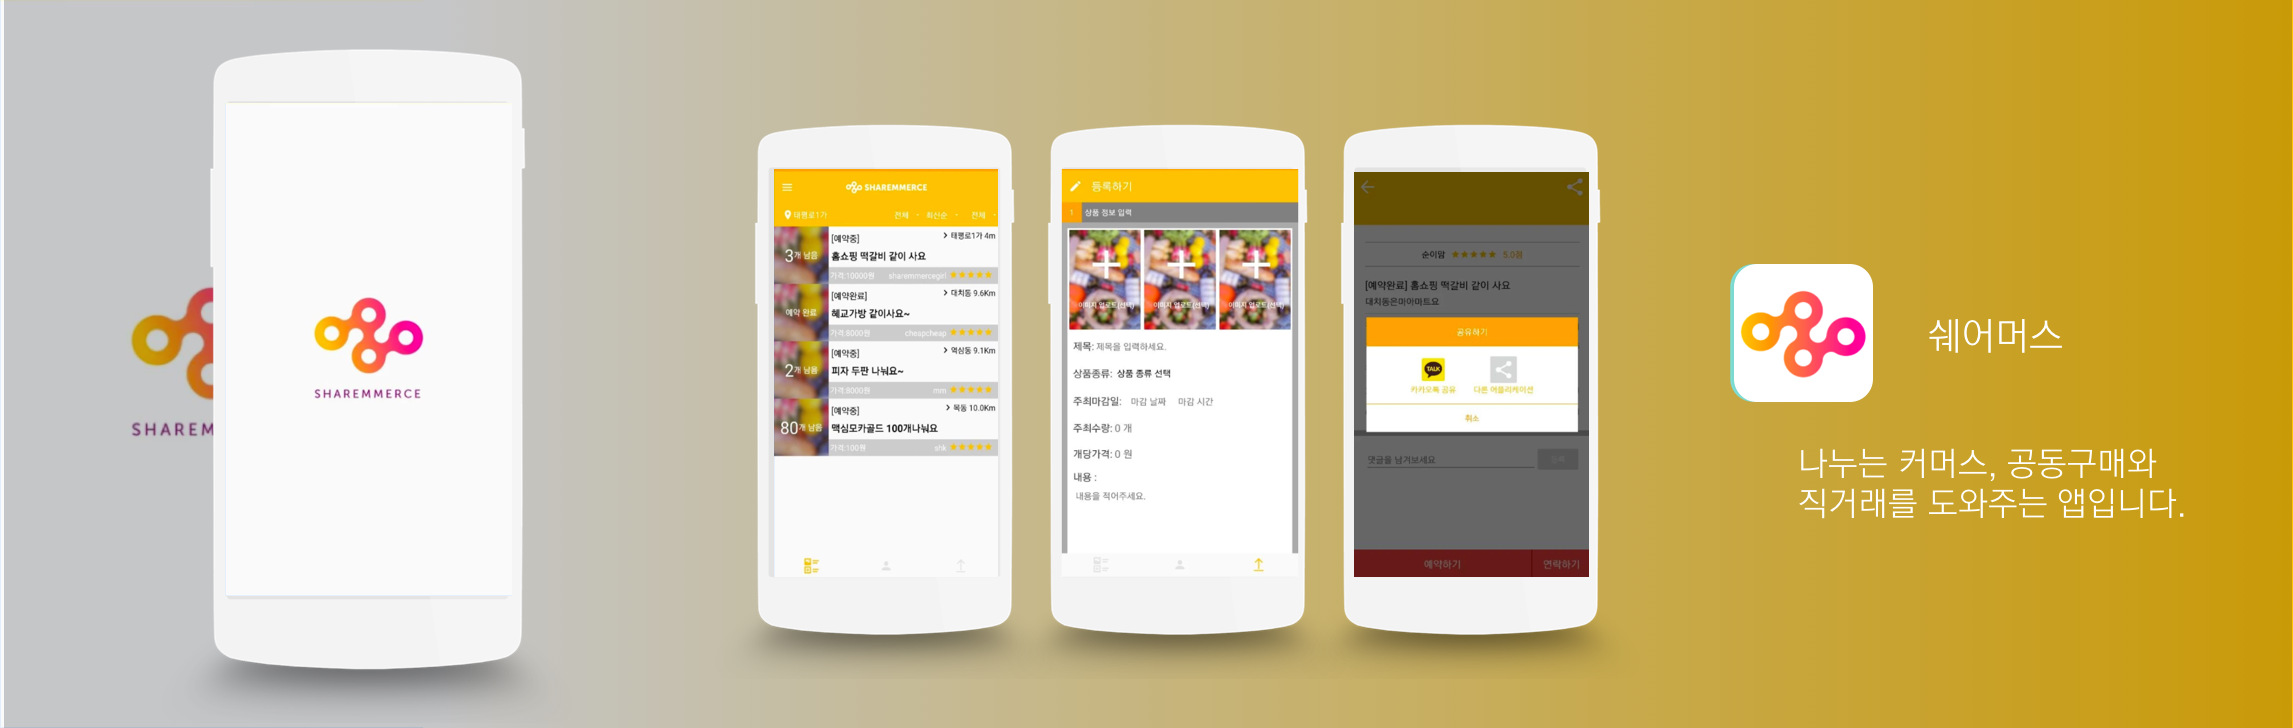 SHAREM
SHAREMMERCE
SHAREMMERCE
태평로1가 전체 최신순 전체
3개 남음
[예약중]
태평로1가 4m
홈쇼핑 떡갈비 같이 사요
가격:10000원 sharemmercegirl
예약 완료
[예약완료]
대치동 9.6Km
혜교가방 같이사요~
가격:8000원 cheapcheap
2개 남음
[예약중]
역삼동 9.1Km
피자 두판 나눠요~
가격:8000원 mm
80개 남음
[예약중]
목동 10.0Km
맥심모카골드 100개나눠요
가격:100원 shk
등록하기
1 상품 정보 입력
이미지 업로드(선택) 이미지 업로드(선택) 이미지 업로드(선택)
제목: 제목을 입력하세요.
상품종류: 상품 종류 선택
주최마감일: 마감 날짜 마감 시간
주최수량: 0 개
개당가격: 0 원
내용 :
내용을 적어주세요.
순이맘 ★★★★★ 5.0점
[예약완료] 홈쇼핑 떡갈비 같이 사요
대치동은마아파트요
공유하기
TALK
카카오톡 공유 다른 어플리케이션
취소
댓글을 남겨보세요 등록
예약하기 연락하기
쉐어머스
나누는 커머스, 공동구매와
직거래를 도와주는 앱입니다.